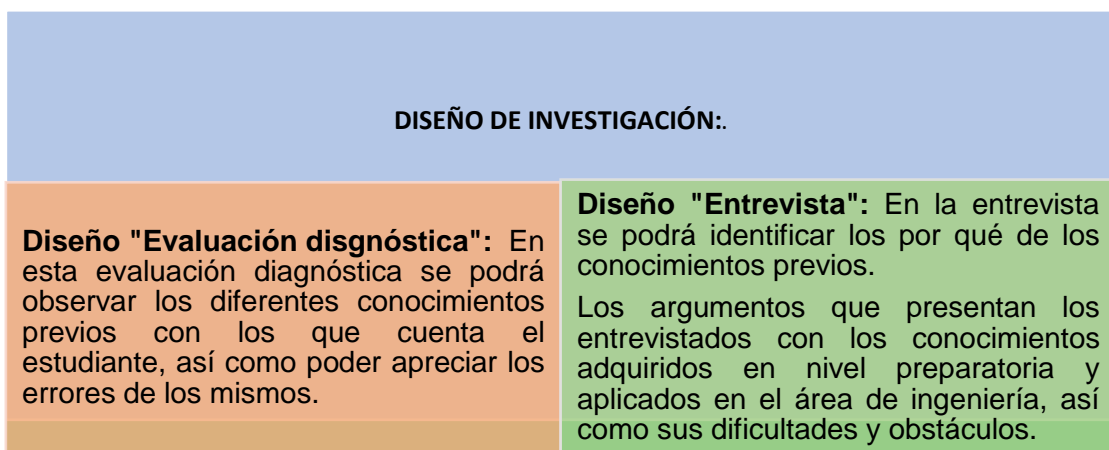 DISEÑO DE INVESTIGACIÓN:.
Diseño "Evaluación disgnóstica": En
esta evaluación diagnóstica se podrá
observar los diferentes conocimientos
previos con los que cuenta el
estudiante, así como poder apreciar los
errores de los mismos.
Diseño "Entrevista": En la entrevista
se podrá identificar los por qué de los
conocimientos previos.
Los argumentos que presentan los
entrevistados con los conocimientos
adquiridos en nivel preparatoria y
aplicados en el área de ingeniería, así
como sus dificultades y obstáculos.